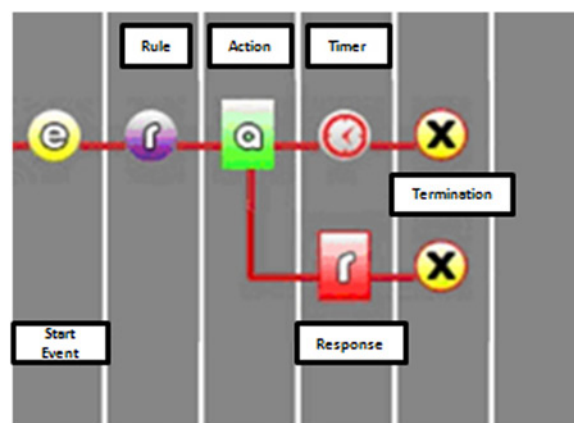 Rule Action Timer
e r a X
Termination
r X
Start
Event
Response